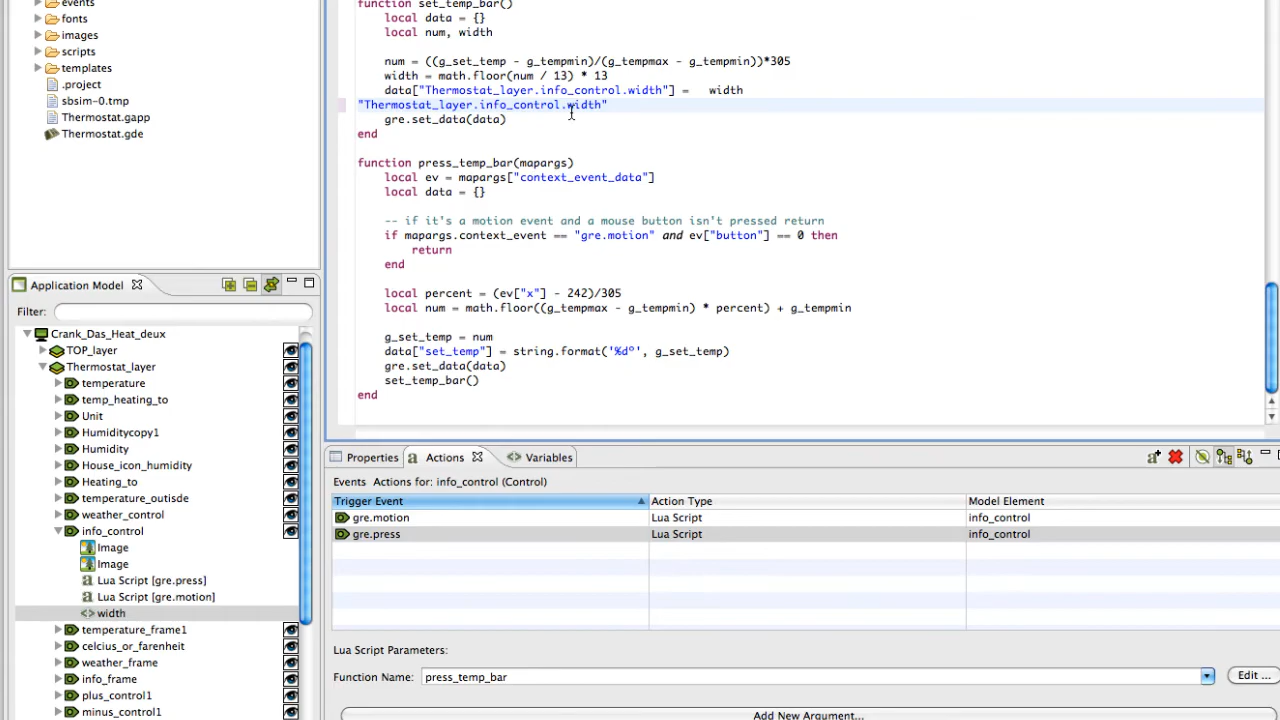 events
fonts
images
scripts
templates
.project
sbsim-0.tmp
Thermostat.gapp
Thermostat.gde
function set_temp_bar()
local data = {}
local num, width
num = ((g_set_temp - g_tempmin)/(g_tempmax - g_tempmin))*305
width = math.floor(num / 13) * 13
data["Thermostat_layer.info_control.width"] =   width
"Thermostat_layer.info_control.width"
gre.set_data(data)
end
function press_temp_bar(mapargs)
local ev = mapargs["context_event_data"]
local data = {}
-- if it's a motion event and a mouse button isn't pressed return
if mapargs.context_event == "gre.motion" and ev["button"] == 0 then
return
end
local percent = (ev["x"] - 242)/305
local num = math.floor((g_tempmax - g_tempmin) * percent) + g_tempmin
g_set_temp = num
data["set_temp"] = string.format('%d°', g_set_temp)
gre.set_data(data)
set_temp_bar()
end
Application Model
Filter:
Crank_Das_Heat_deux
TOP_layer
Thermostat_layer
temperature
temp_heating_to
Unit
Humiditycopy1
Humidity
House_icon_humidity
Heating_to
temperature_outisde
weather_control
info_control
Image
Image
a Lua Script [gre.press]
a Lua Script [gre.motion]
<> width
temperature_frame1
celcius_or_farenheit
weather_frame
info_frame
plus_control1
minus_control1
Properties a Actions <> Variables
Events Actions for: info_control (Control)
Trigger Event Action Type Model Element
gre.motion Lua Script info_control
gre.press Lua Script info_control
Lua Script Parameters:
Function Name: press_temp_bar Edit ...
Add New Argument...